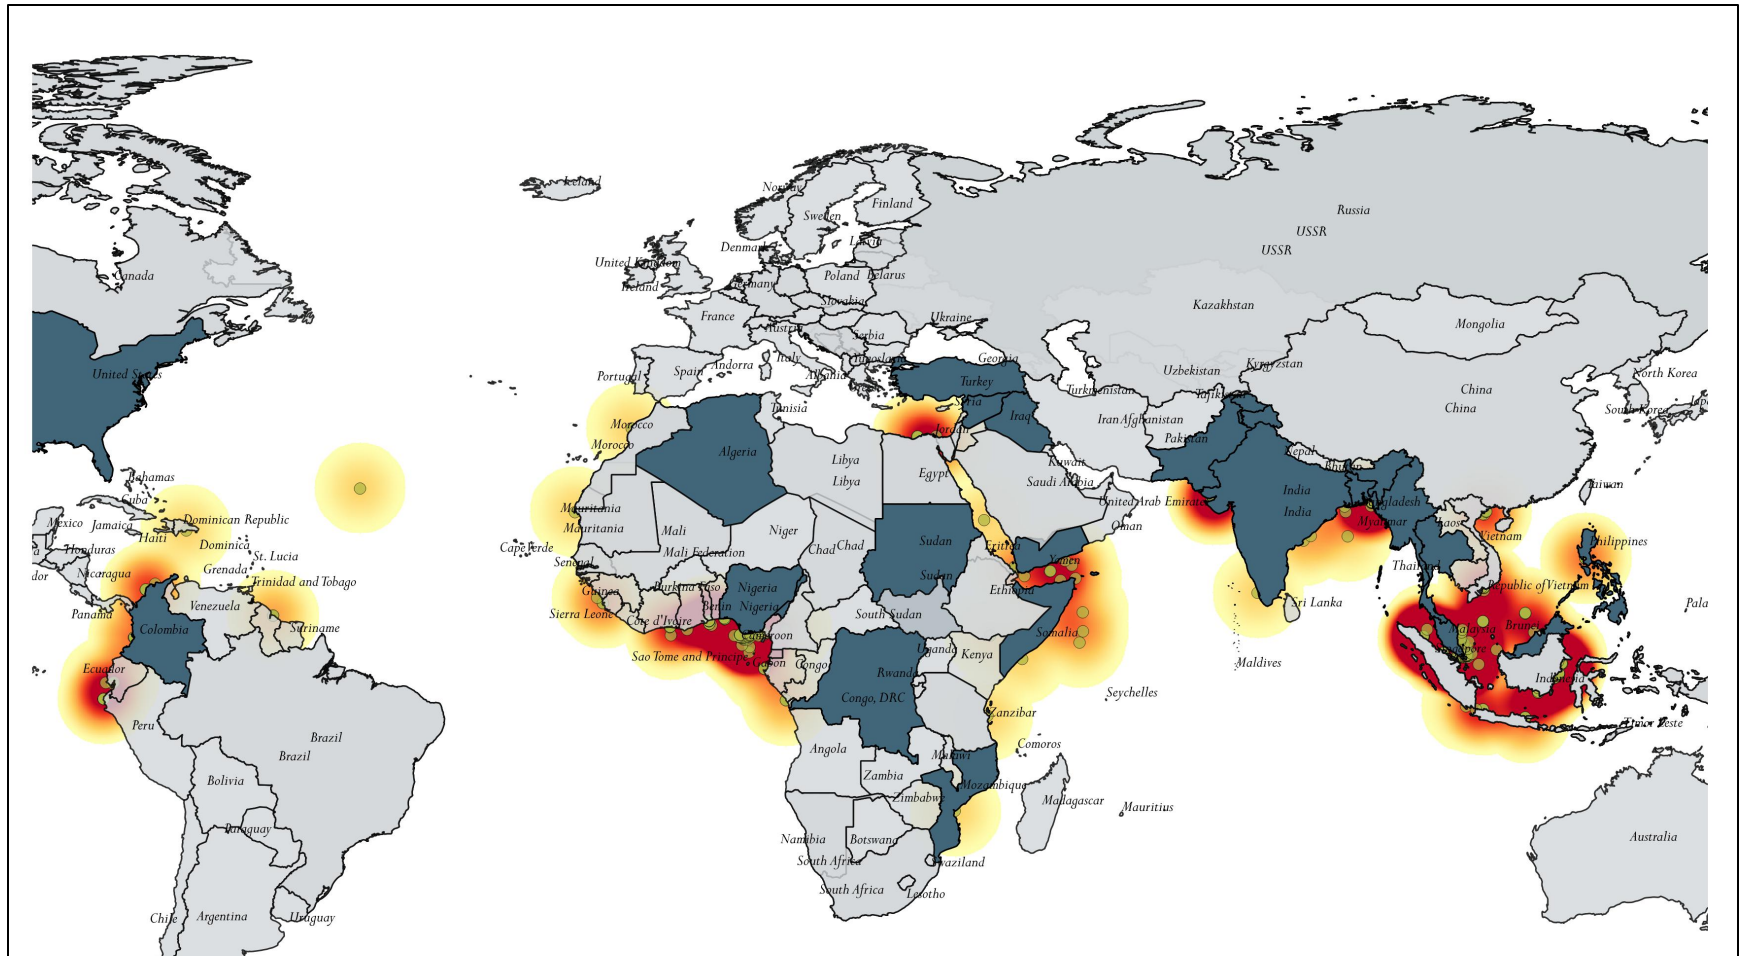 Iceland
Norway
Sweden
Finland
Russia
USSR
USSR
Denmark
Latvia
United Kingdom
Ireland
Canada
Germany
Poland
Belarus
Slovakia
Kazakhstan
France
Ukraine
Mongolia
Austria
Serbia
Italy
Yugoslavia
Georgia
Andorra
Spain
Portugal
Albania
Turkey
Uzbekistan
Kyrgyzstan
North Korea
United States
Turkmenistan
Tajikistan
China
China
South Korea
Japa
Syria
Tunisia
Iraq
Iran
Afghanistan
Morocco
Morocco
Jordan
Pakistan
Algeria
Libya
Libya
Egypt
Kuwait
Saudi Arabia
Nepal
Bhutan
Bahamas
Cuba
Taiwan
India
India
Bangladesh
United Arab Emirates
Mexico
Jamaica
Haiti
Dominican Republic
Mauritania
Mauritania
Mali
Niger
Oman
Myanmar
Laos
Vietnam
Philippines
Honduras
Dominica
St. Lucia
Cape Verde
Mali Federation
Chad
Chad
Sudan
Sudan
Eritrea
Yemen
Thailand
dor
Nicaragua
Grenada
Trinidad and Tobago
Senegal
Guinea
Burkina Faso
Nigeria
Nigeria
Benin
Ethiopia
Republic of Vietnam
Panama
Venezuela
Suriname
Sierra Leone
Cote d'Ivoire
South Sudan
Sri Lanka
Pala
Colombia
Cameroon
Somalia
Malaysia
Brunei
Sao Tome and Principe
Gabon
Congo
Uganda
Kenya
Singapore
Ecuador
Rwanda
Maldives
Indonesia
Congo, DRC
Seychelles
Peru
Zanzibar
Timor Leste
Brazil
Brazil
Angola
Malawi
Comoros
Bolivia
Zambia
Mozambique
Zimbabwe
Madagascar
Mauritius
Paraguay
Namibia
Botswana
Australia
South Africa
Swaziland
South Africa
Lesotho
Chile
Argentina
Uruguay